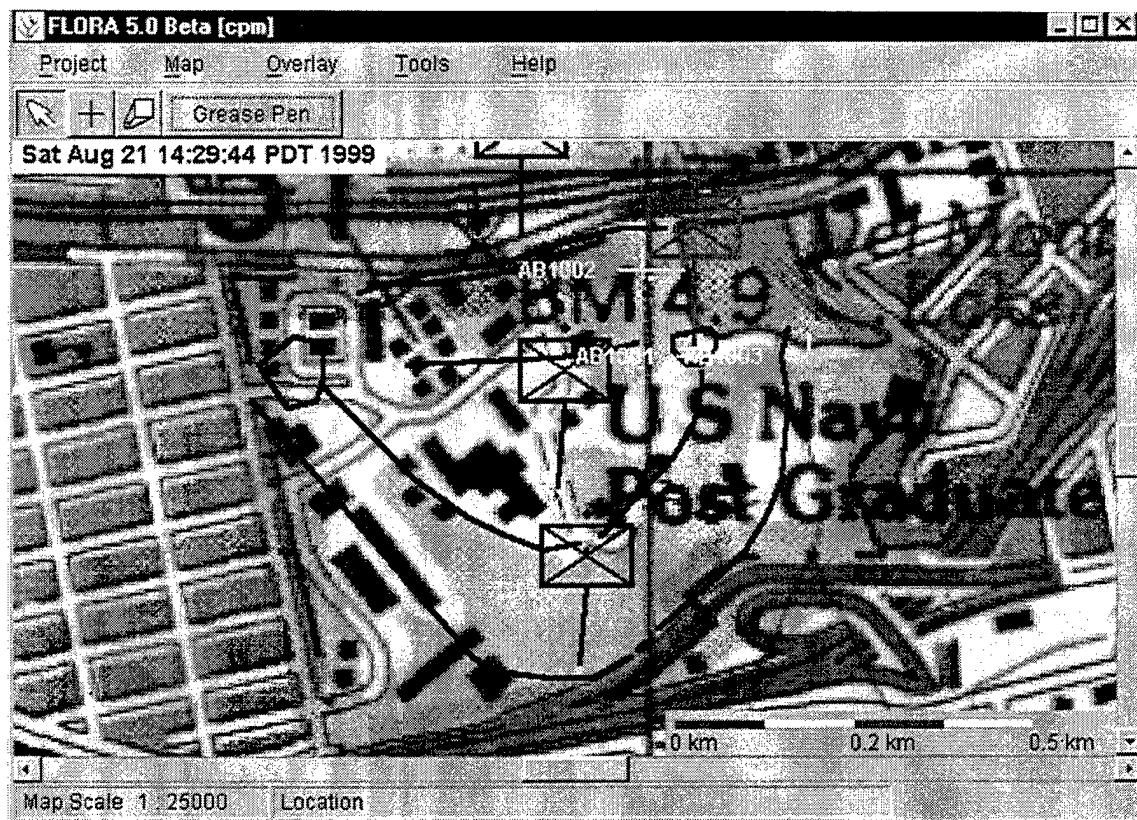 FLORA 5.0 Beta [cpm]
Project Map Overlay Tools Help
Grease Pen
Sat Aug 21 14:29:44 PDT 1999
AB1002
BM 4.9
AB1001
U S Navy
Post Graduate
0 km 0.2 km 0.5 km
Map Scale 1 : 25000 Location